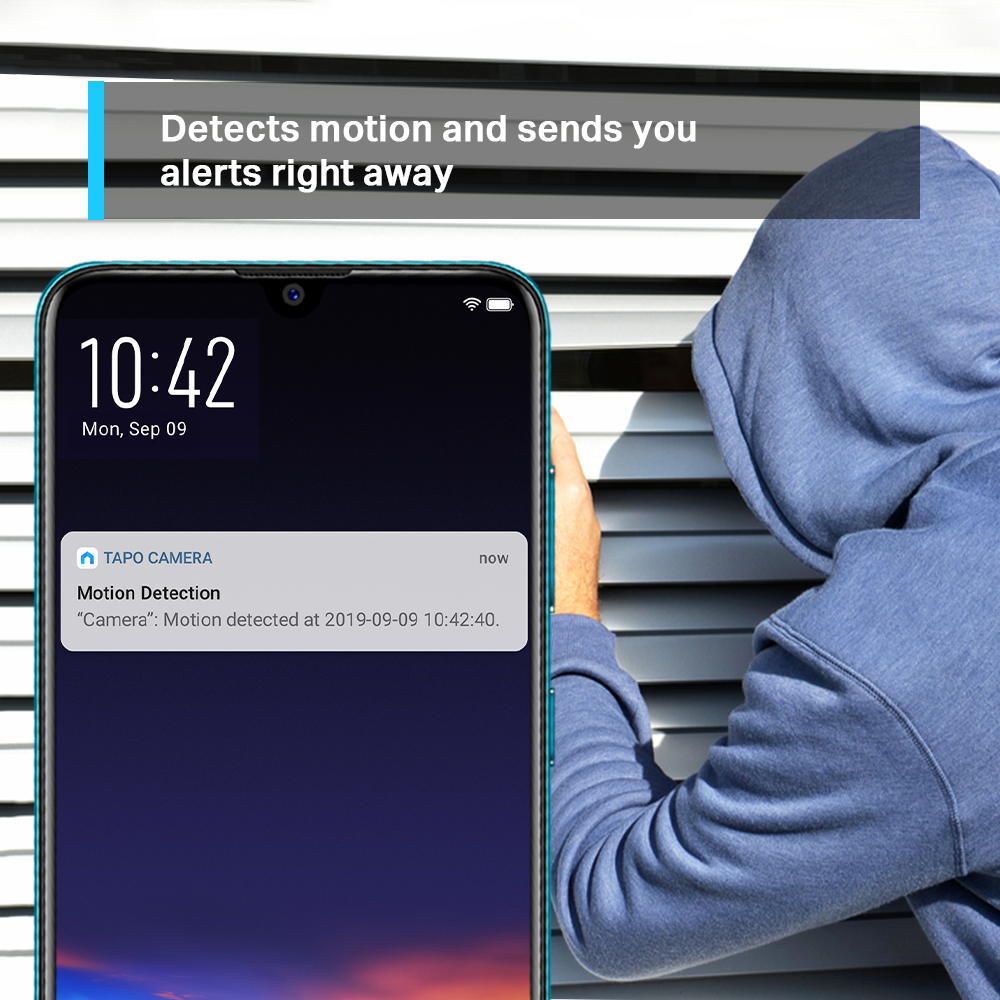 Detects motion and sends you
alerts right away
10:42
Mon, Sep 09
TAPO CAMERA now
Motion Detection
“Camera”: Motion detected at 2019-09-09 10:42:40.